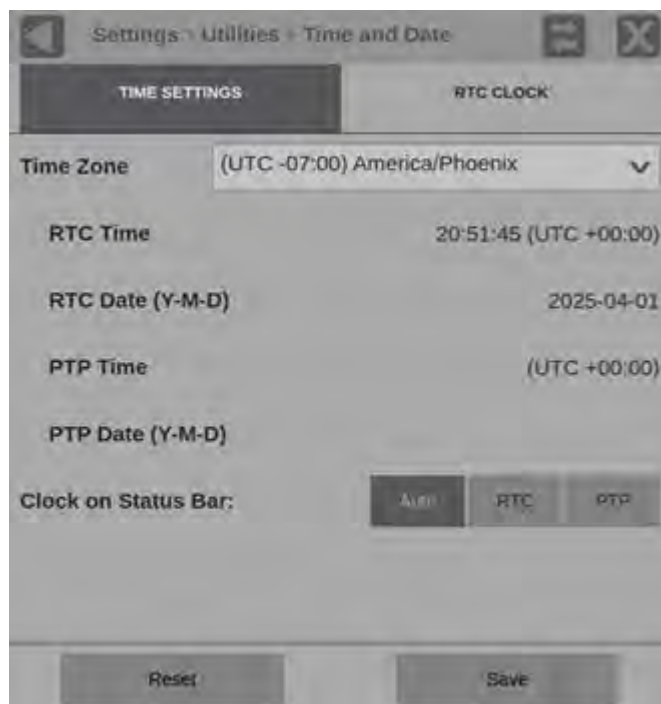 Settings > Utilities > Time and Date
TIME SETTINGS
RTC CLOCK
Time Zone
(UTC -07:00) America/Phoenix
RTC Time
20:51:45 (UTC +00:00)
RTC Date (Y-M-D)
2025-04-01
PTP Time
(UTC +00:00)
PTP Date (Y-M-D)
Clock on Status Bar:
Auto
RTC
PTP
Reset
Save